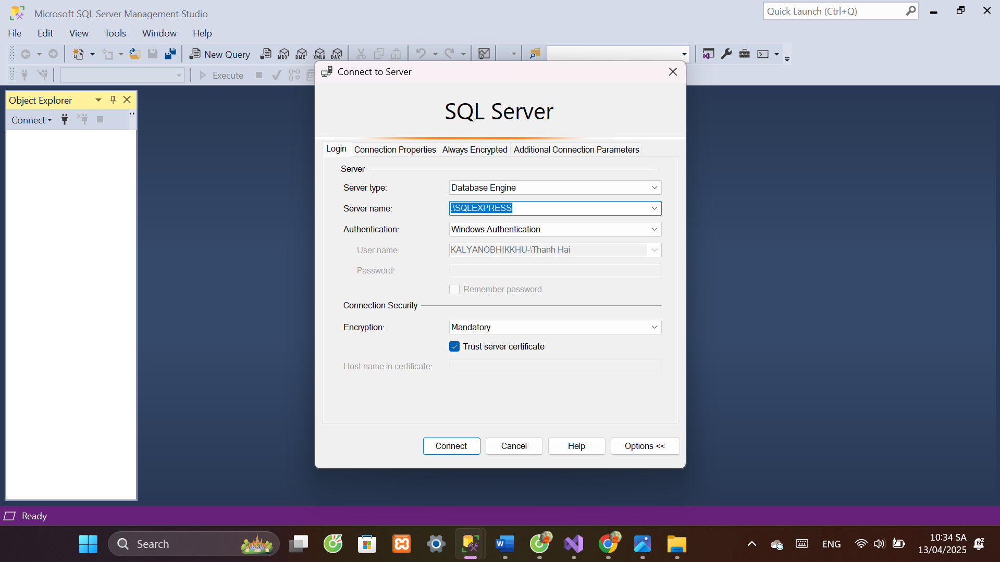 Microsoft SQL Server Management Studio
Quick Launch (Ctrl+Q)
File Edit View Tools Window Help
New Query
MDX DMX XMLA DAX
Execute
Object Explorer
Connect
Connect to Server
SQL Server
Login Connection Properties Always Encrypted Additional Connection Parameters
Server
Server type: Database Engine
Server name: .\SQLEXPRESS
Authentication: Windows Authentication
User name: KALYANOBHIKKHU-\Thanh Hai
Password:
Remember password
Connection Security
Encryption: Mandatory
Trust server certificate
Host name in certificate:
Connect Cancel Help Options <<
Ready
Search
ENG
10:34 SA
13/04/2025